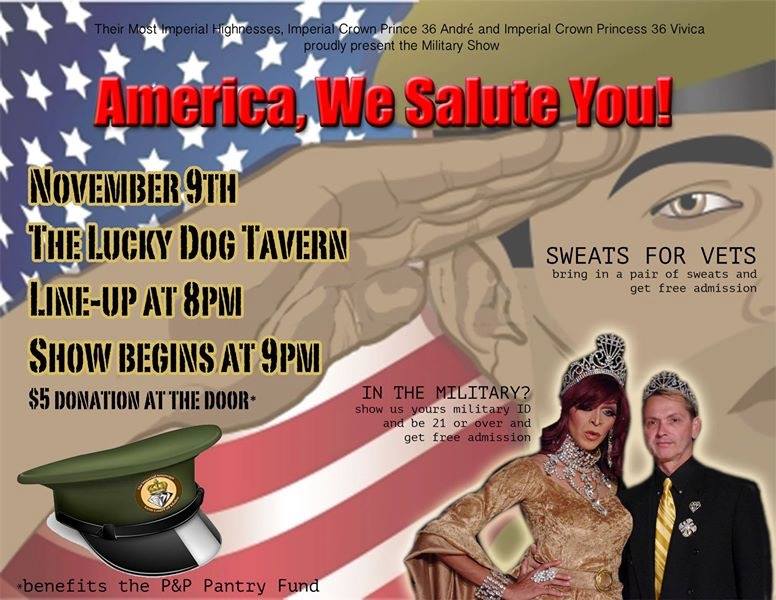 Their Most Imperial Highnesses, Imperial Crown Prince 36 André and Imperial Crown Princess 36 Vivica
proudly present the Military Show
America, We Salute You!
NOVEMBER 9TH
THE LUCKY DOG TAVERN
LINE-UP AT 8PM
SHOW BEGINS AT 9PM
$5 DONATION AT THE DOOR*
SWEATS FOR VETS
bring in a pair of sweats and
get free admission
IN THE MILITARY?
show us yours military ID
and be 21 or over and
get free admission
*benefits the P&P Pantry Fund